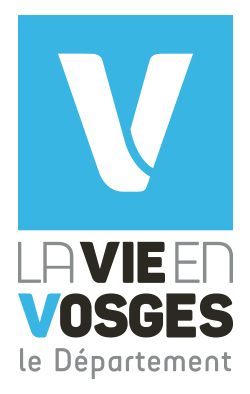 V
LA VIE EN
VOSGES
le Département